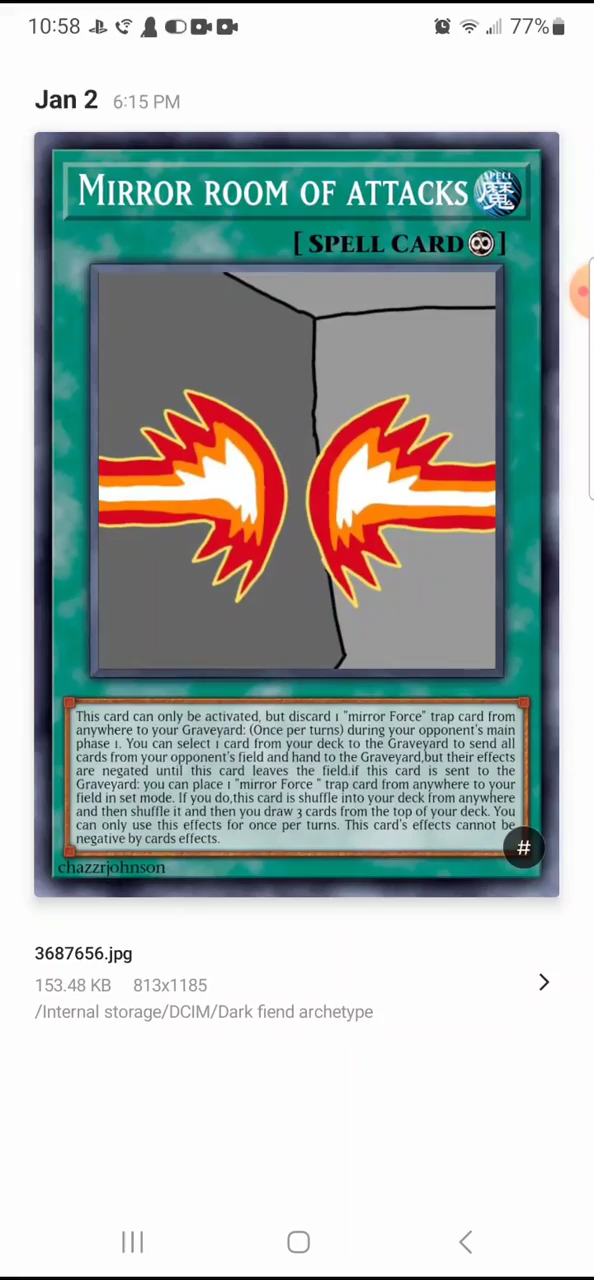 10:58 77%
Jan 2 6:15 PM
MIRROR ROOM OF ATTACKS
SPELL
魔
[ SPELL CARD ]
This card can only be activated, but discard 1 "mirror Force" trap card from
anywhere to your Graveyard: (Once per turns) during your opponent's main
phase 1. You can select 1 card from your deck to the Graveyard to send all
cards from your opponent's field and hand to the Graveyard,but their effects
are negated until this card leaves the field.if this card is sent to the
Graveyard: you can place 1 "mirror Force " trap card from anywhere to your
field in set mode. If you do,this card is shuffle into your deck from anywhere
and then shuffle it and then you draw 3 cards from the top of your deck. You
can only use this effects for once per turns. This card's effects cannot be
negative by cards effects.
#
chazzrjohnson
3687656.jpg
153.48 KB 813x1185
/Internal storage/DCIM/Dark fiend archetype